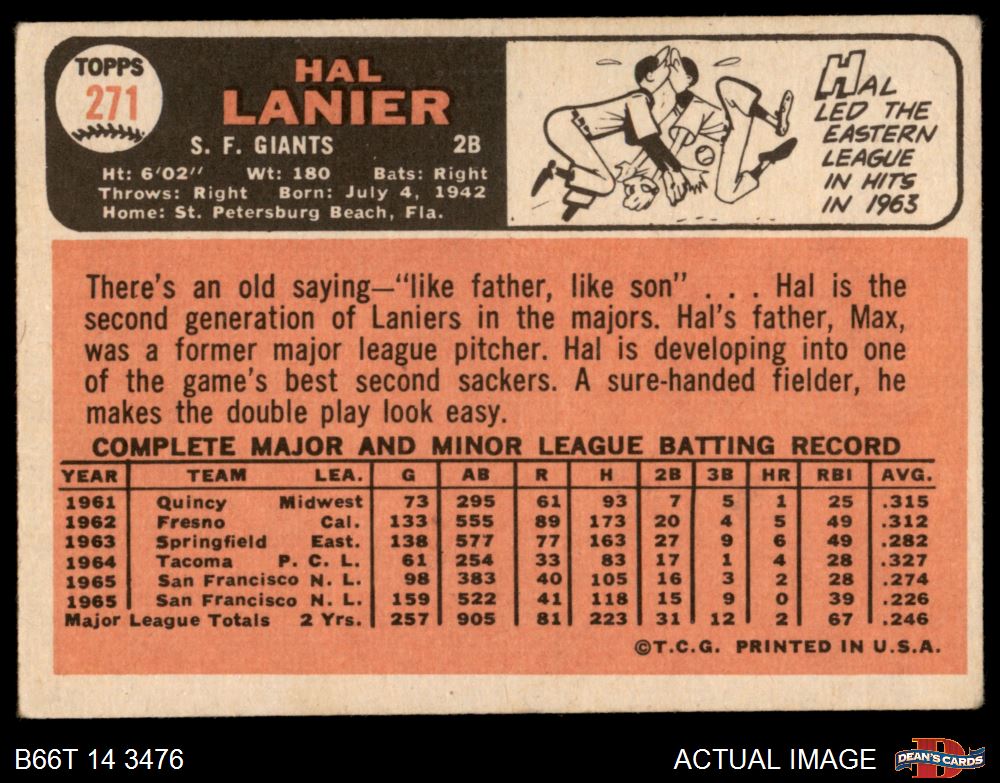 TOPPS
271
HAL
LANIER
S. F. GIANTS 2B
Ht: 6'02" Wt: 180 Bats: Right
Throws: Right Born: July 4, 1942
Home: St. Petersburg Beach, Fla.
HAL
LED THE
EASTERN
LEAGUE
IN HITS
IN 1963
There's an old saying—"like father, like son" . . . Hal is the
second generation of Laniers in the majors. Hal's father, Max,
was a former major league pitcher. Hal is developing into one
of the game's best second sackers. A sure-handed fielder, he
makes the double play look easy.
COMPLETE MAJOR AND MINOR LEAGUE BATTING RECORD
YEAR TEAM LEA. G AB R H 2B 3B HR RBI AVG.
1961 Quincy Midwest 73 295 61 93 7 5 1 25 .315
1962 Fresno Cal. 133 555 89 173 20 4 5 49 .312
1963 Springfield East. 138 577 77 163 27 9 6 49 .282
1964 Tacoma P. C. L. 61 254 33 83 17 1 4 28 .327
1965 San Francisco N. L. 98 383 40 105 16 3 2 28 .274
1965 San Francisco N. L. 159 522 41 118 15 9 0 39 .226
Major League Totals 2 Yrs. 257 905 81 223 31 12 2 67 .246
©T.C.G. PRINTED IN U.S.A.
B66T 14 3476 ACTUAL IMAGE
D
DEAN'S CARDS